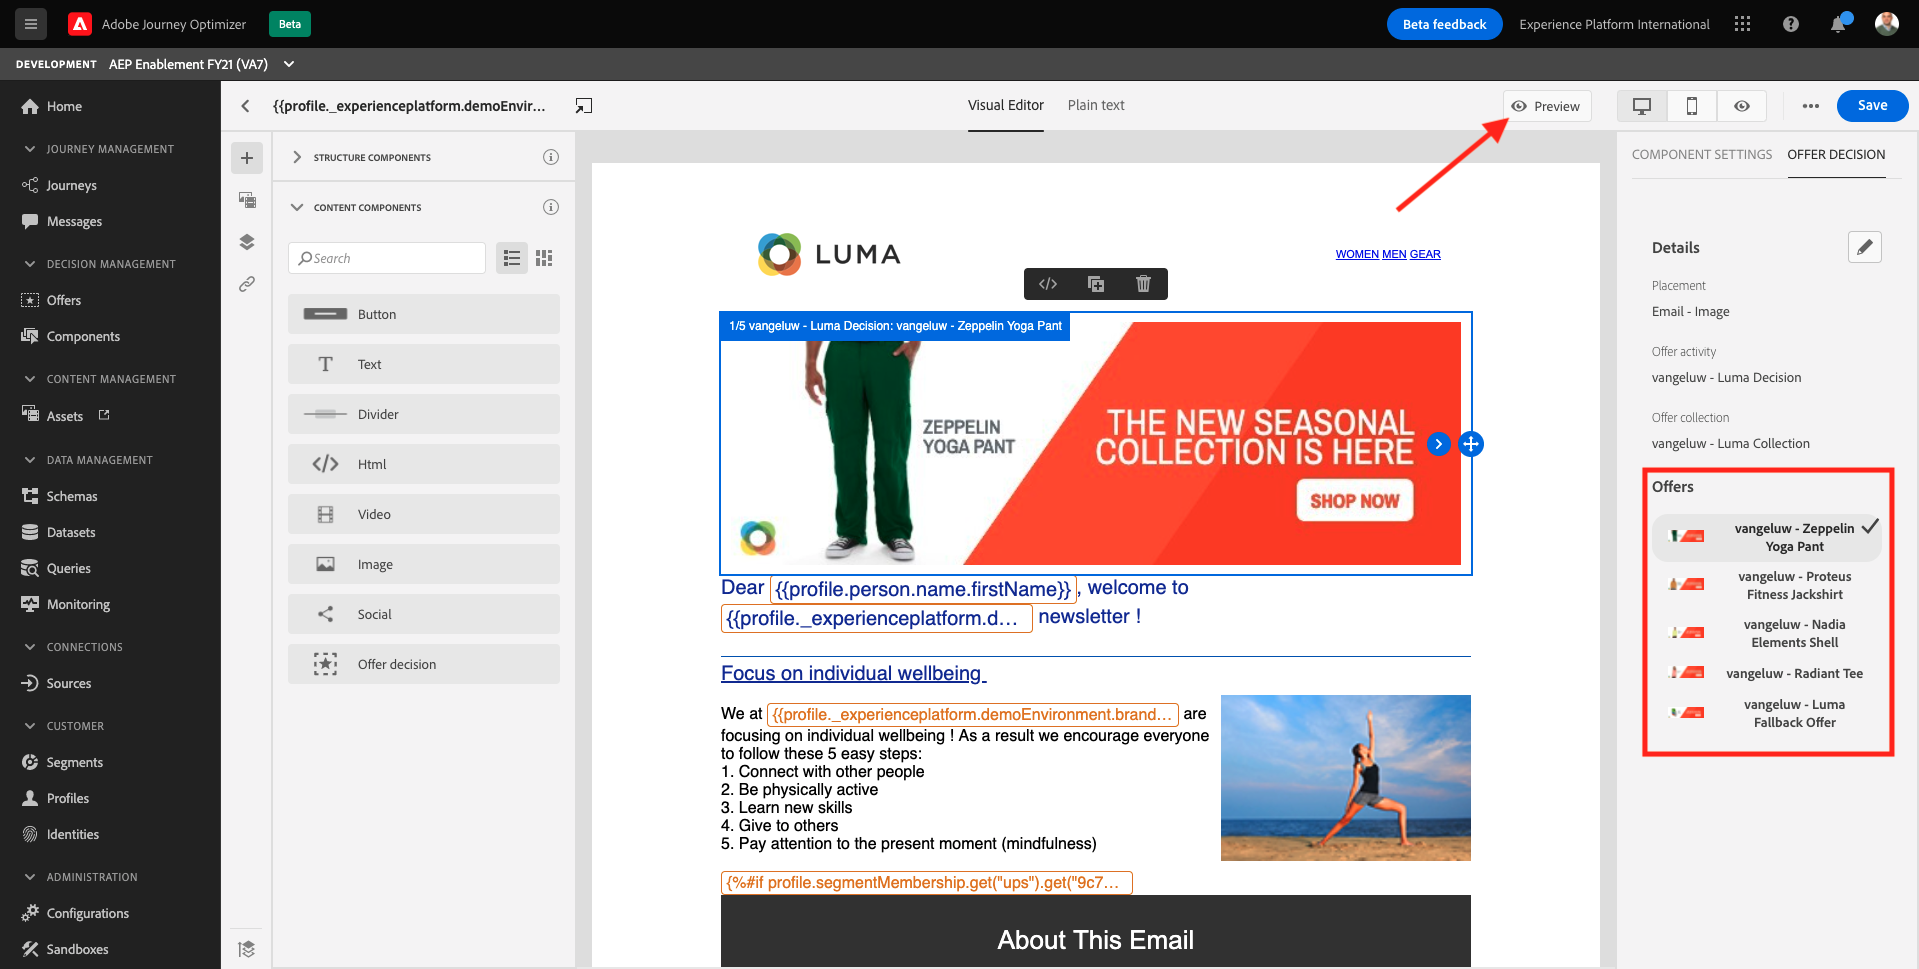 Adobe Journey Optimizer
Beta
Beta feedback
Experience Platform International
DEVELOPMENT
AEP Enablement FY21 (VA7)
Home
JOURNEY MANAGEMENT
Journeys
Messages
DECISION MANAGEMENT
Offers
Components
CONTENT MANAGEMENT
Assets
DATA MANAGEMENT
Schemas
Datasets
Queries
Monitoring
CONNECTIONS
Sources
CUSTOMER
Segments
Profiles
Identities
ADMINISTRATION
Configurations
Sandboxes
{{profile._experienceplatform.demoEnvir...
Visual Editor
Plain text
Preview
Save
STRUCTURE COMPONENTS
CONTENT COMPONENTS
Search
Button
Text
Divider
Html
Video
Image
Social
Offer decision
LUMA
WOMEN MEN GEAR
1/5 vangeluw - Luma Decision: vangeluw - Zeppelin Yoga Pant
ZEPPELIN
YOGA PANT
THE NEW SEASONAL
COLLECTION IS HERE
SHOP NOW
Dear {{profile.person.name.firstName}}, welcome to
{{profile._experienceplatform.d... newsletter !
Focus on individual wellbeing
We at {{profile._experienceplatform.demoEnvironment.brand... are
focusing on individual wellbeing ! As a result we encourage everyone
to follow these 5 easy steps:
1. Connect with other people
2. Be physically active
3. Learn new skills
4. Give to others
5. Pay attention to the present moment (mindfulness)
{%#if profile.segmentMembership.get("ups").get("9c7...
About This Email
COMPONENT SETTINGS
OFFER DECISION
Details
Placement
Email - Image
Offer activity
vangeluw - Luma Decision
Offer collection
vangeluw - Luma Collection
Offers
vangeluw - Zeppelin
Yoga Pant
vangeluw - Proteus
Fitness Jackshirt
vangeluw - Nadia
Elements Shell
vangeluw - Radiant Tee
vangeluw - Luma
Fallback Offer